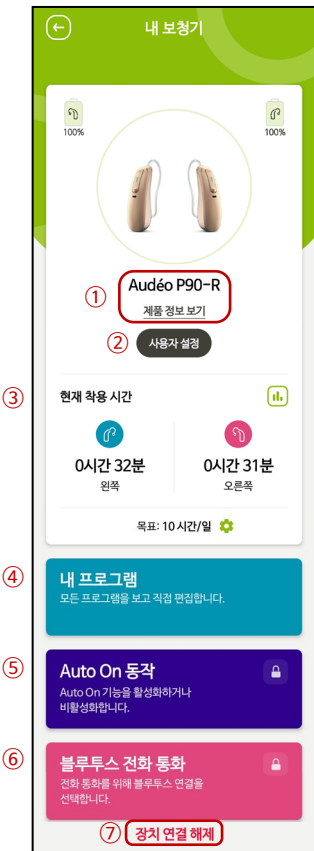 내 보청기
100%
100%
① Audéo P90-R
제품 정보 보기
② 사용자 설정
③ 현재 착용 시간
0시간 32분
왼쪽
0시간 31분
오른쪽
목표: 10 시간/일
④ 내 프로그램
모든 프로그램을 보고 직접 편집합니다.
⑤ Auto On 동작
Auto On 기능을 활성화하거나
비활성화합니다.
⑥ 블루투스 전화 통화
전화 통화를 위해 블루투스 연결을
선택합니다.
⑦ 장치 연결 해제